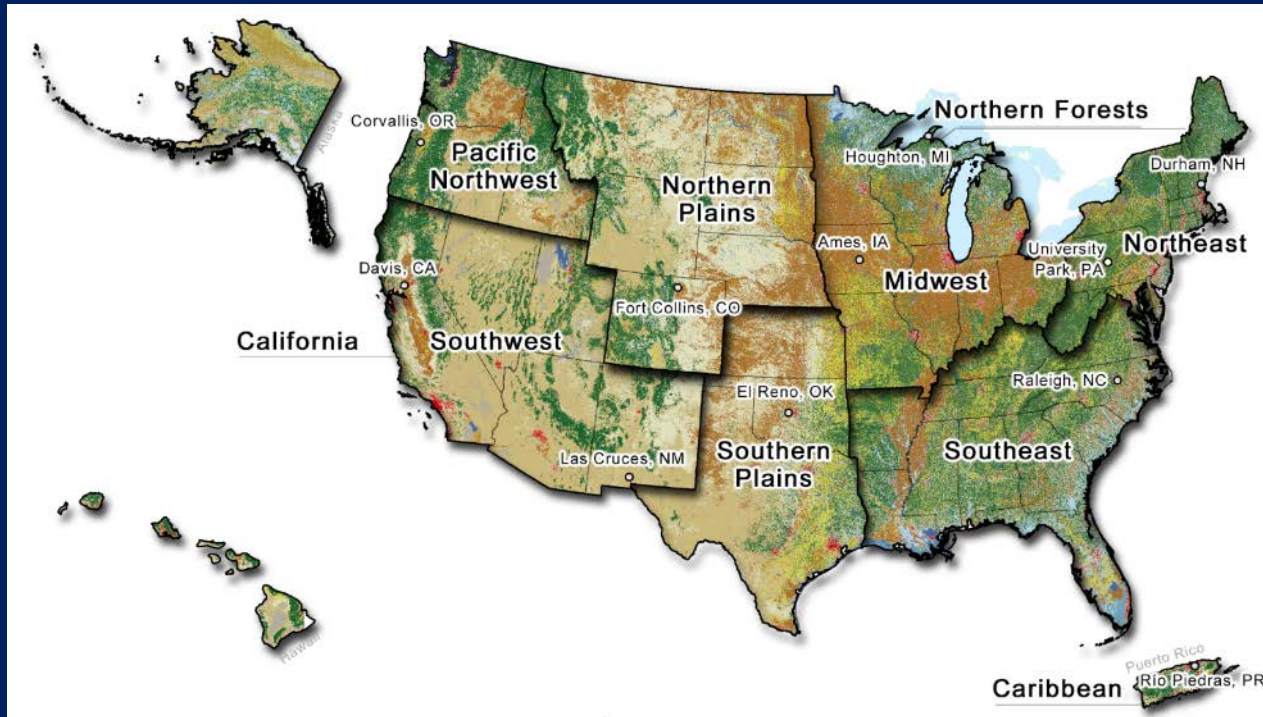 Northern Forests
Alaska
Corvallis, OR
Pacific
Northwest
Houghton, MI
Durham, NH
Northern
Plains
Ames, IA
University
Park, PA
Northeast
Davis, CA
Midwest
Fort Collins, CO
California
Southwest
El Reno, OK
Raleigh, NC
Southern
Plains
Southeast
Las Cruces, NM
Hawaii
Puerto Rico
Río Piedras, PR
Caribbean